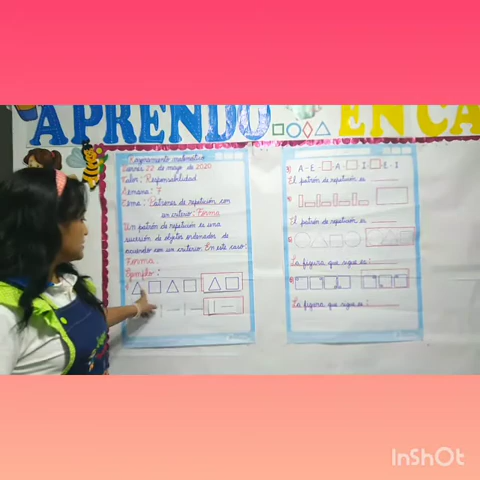 APRENDO EN CA
Razonamiento matemático
Viernes 22 de mayo de 2020
Valor: Responsabilidad
Semana: 7
Tema: Patrones de repetición con
un criterio: Forma
Un patrón de repetición es una
sucesión de objetos ordenados de
acuerdo con un criterio. En este caso:
Forma.
Ejemplo:
A - E - A - I - E - I
El patrón de repetición es
El patrón de repetición es
La figura que sigue es:
La figura que sigue es:
InShOt